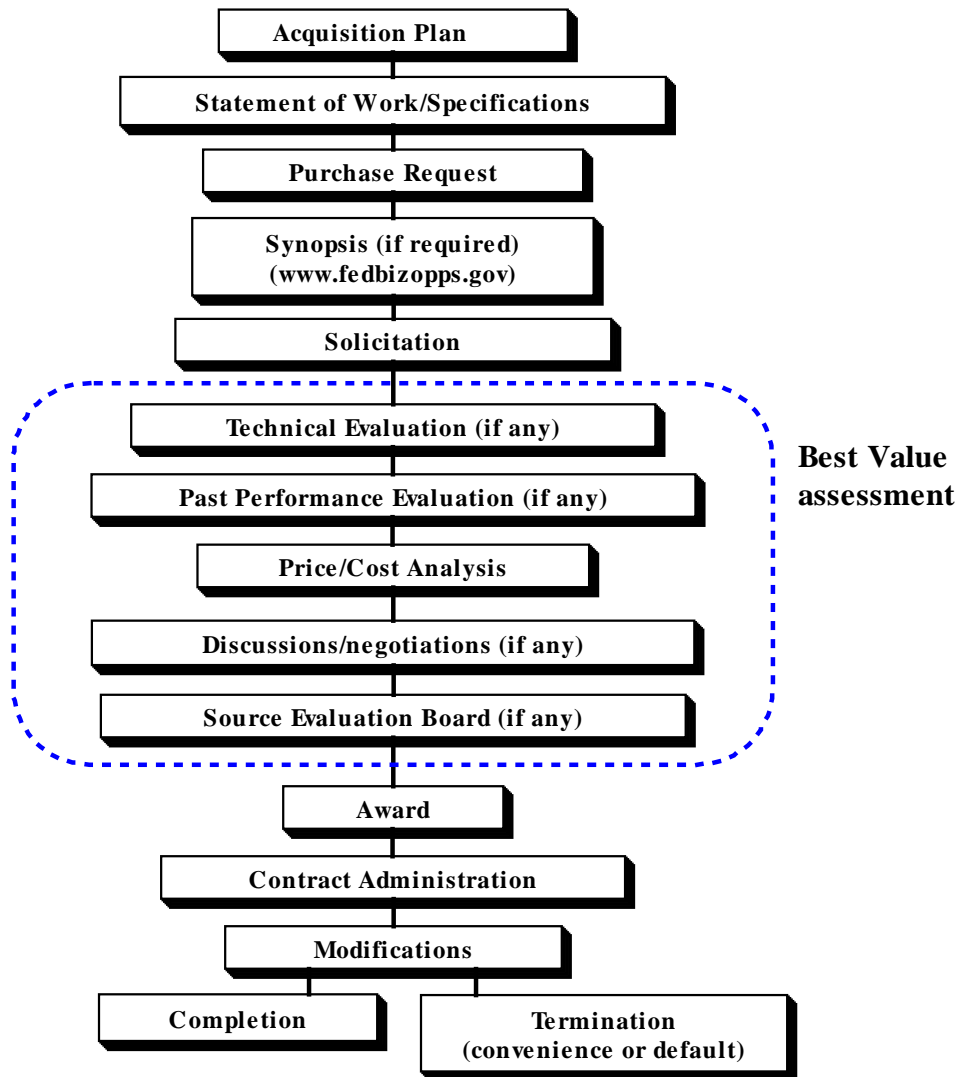 Acquisition Plan
Statement of Work/Specifications
Purchase Request
Synopsis (if required)
(www.fedbizopps.gov)
Solicitation
Technical Evaluation (if any)
Best Value
assessment
Past Performance Evaluation (if any)
Price/Cost Analysis
Discussions/negotiations (if any)
Source Evaluation Board (if any)
Award
Contract Administration
Modifications
Completion
Termination
(convenience or default)